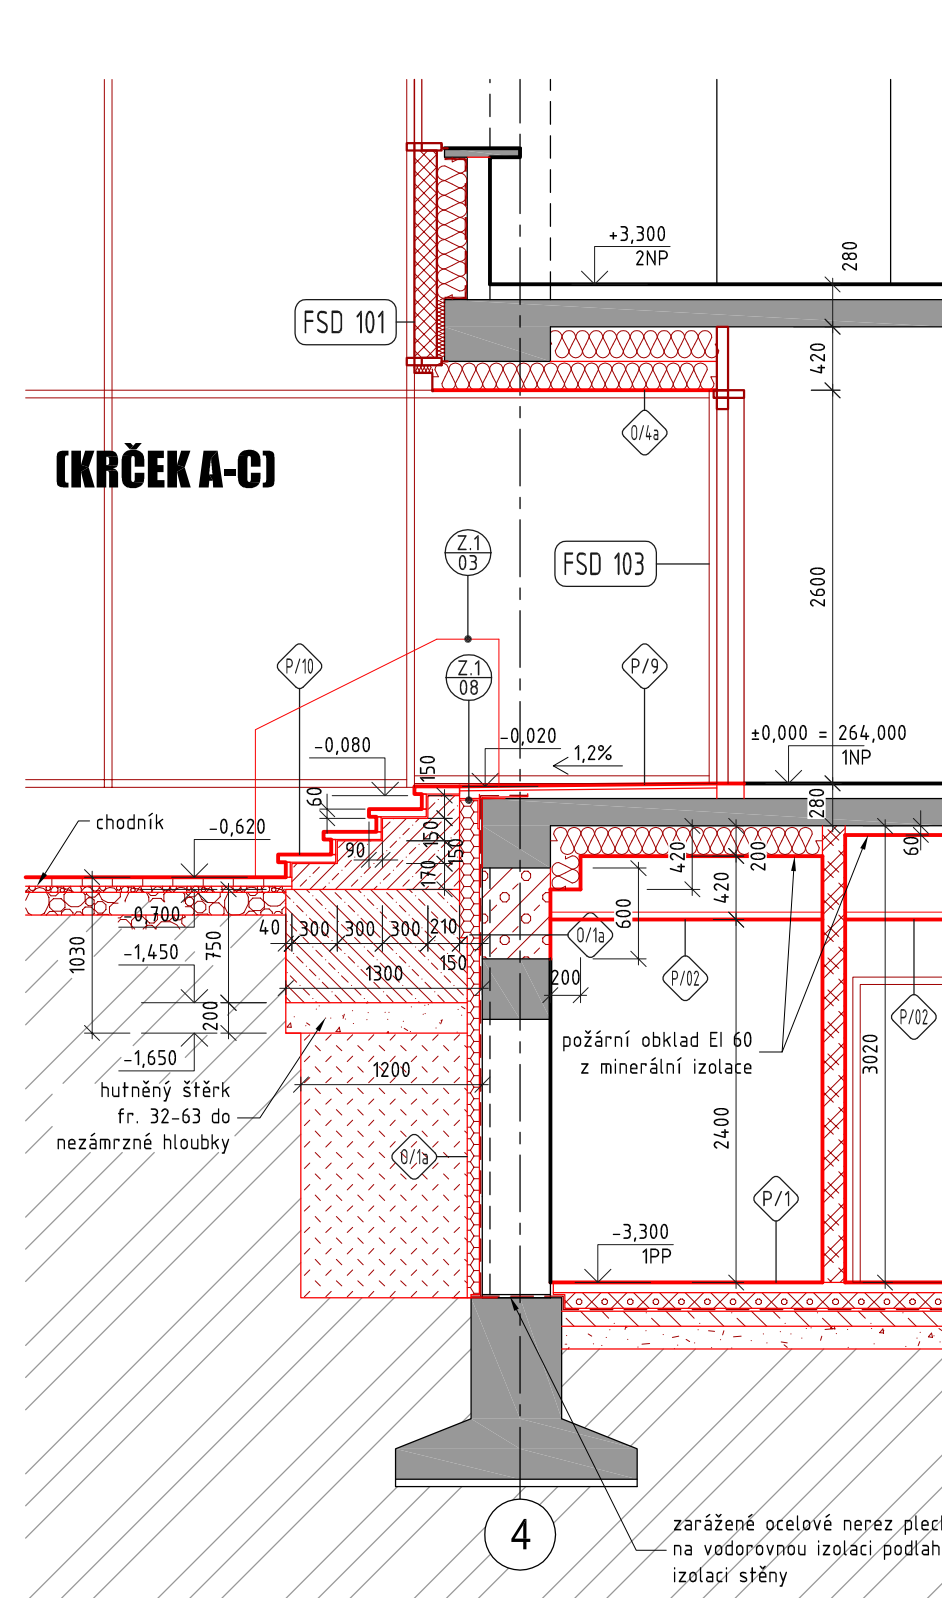 +3,300
2NP
280
FSD 101
420
O/4a
(KRČEK A-C)
Z.1
03
FSD 103
2600
P/10
Z.1
08
P/9
-0,020
±0,000 = 264,000
1NP
-0,080
1,2%
150
60
280
chodník
-0,620
150
150
60
90
170
420
200
420
600
-0,700
40
300
300
300
210
O/1a
1030
-1,450
750
150
P/02
1300
200
200
P/02
-1,650
požární obklad EI 60
z minerální izolace
3020
hutněný štěrk
fr. 32-63 do
nezámrzné hloubky
1200
2400
O/1a
P/1
-3,300
1PP
4
zarážené ocelové nerez plech
na vodorovnou izolaci podlah
izolaci stěny